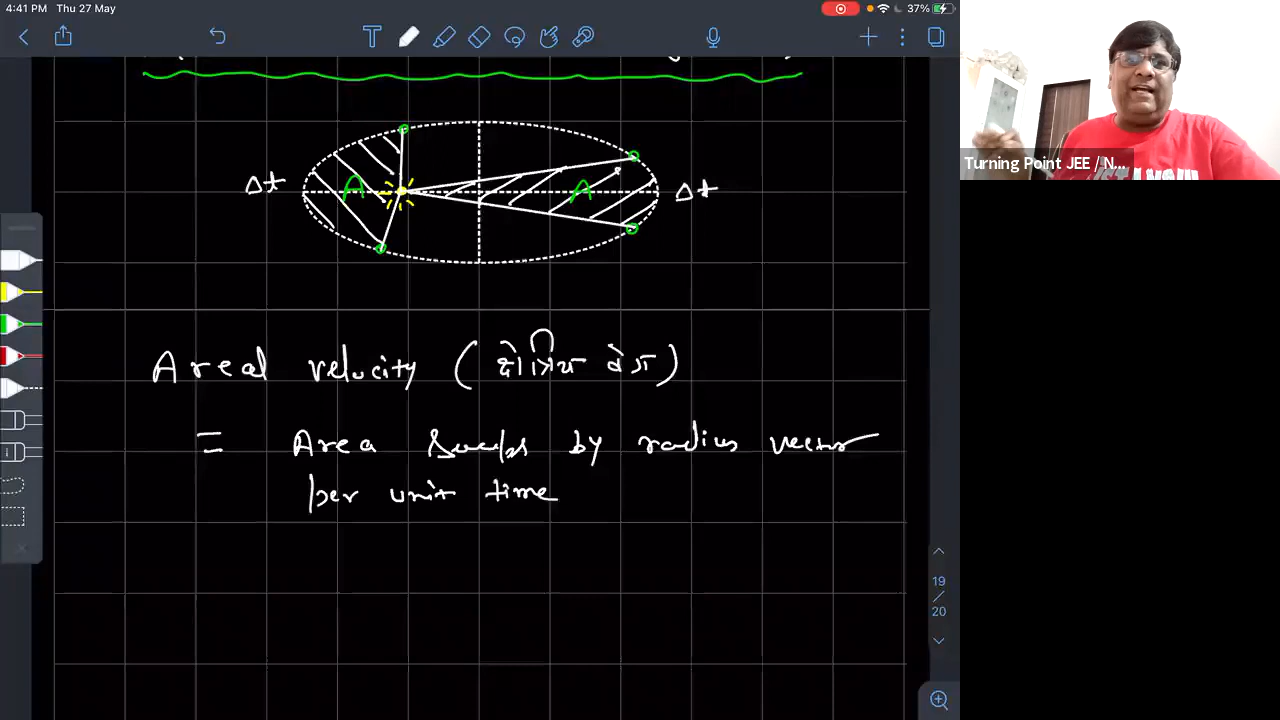 4:41 PM Thu 27 May
37%
Δt A A Δt
Areal velocity ( वेग )
= Area by radius vector
per unit time
19
/
20
Turning Point JEE / N...